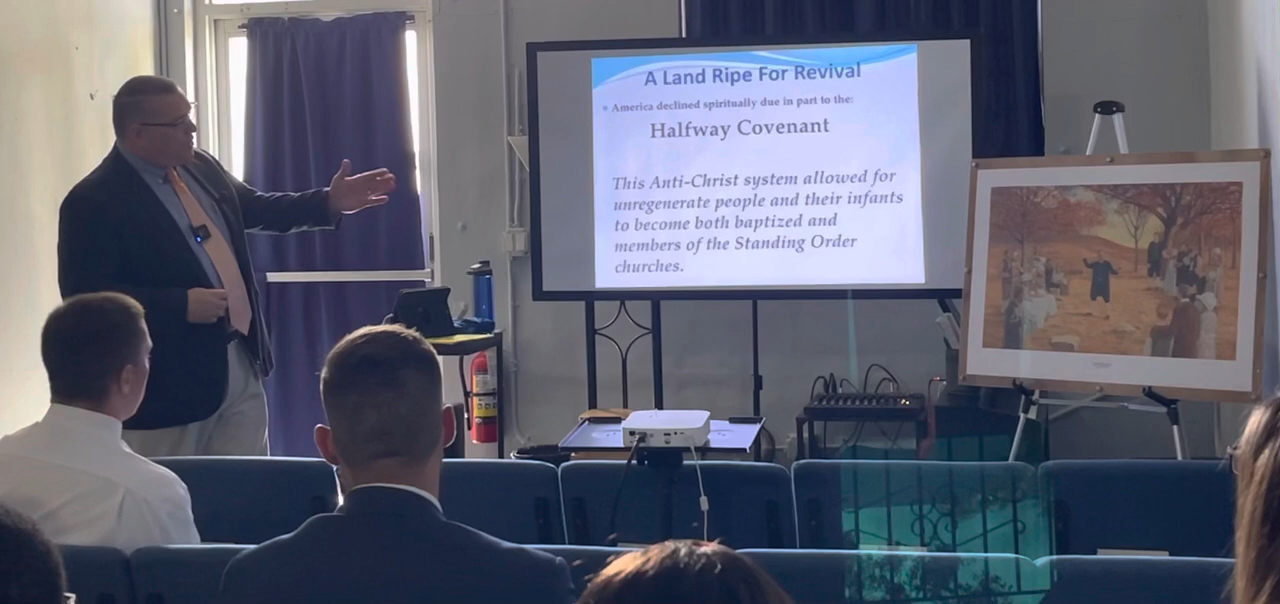 A Land Ripe For Revival
America declined spiritually due in part to the:
Halfway Covenant
This Anti-Christ system allowed for
unregenerate people and their infants
to become both baptized and
members of the Standing Order
churches.